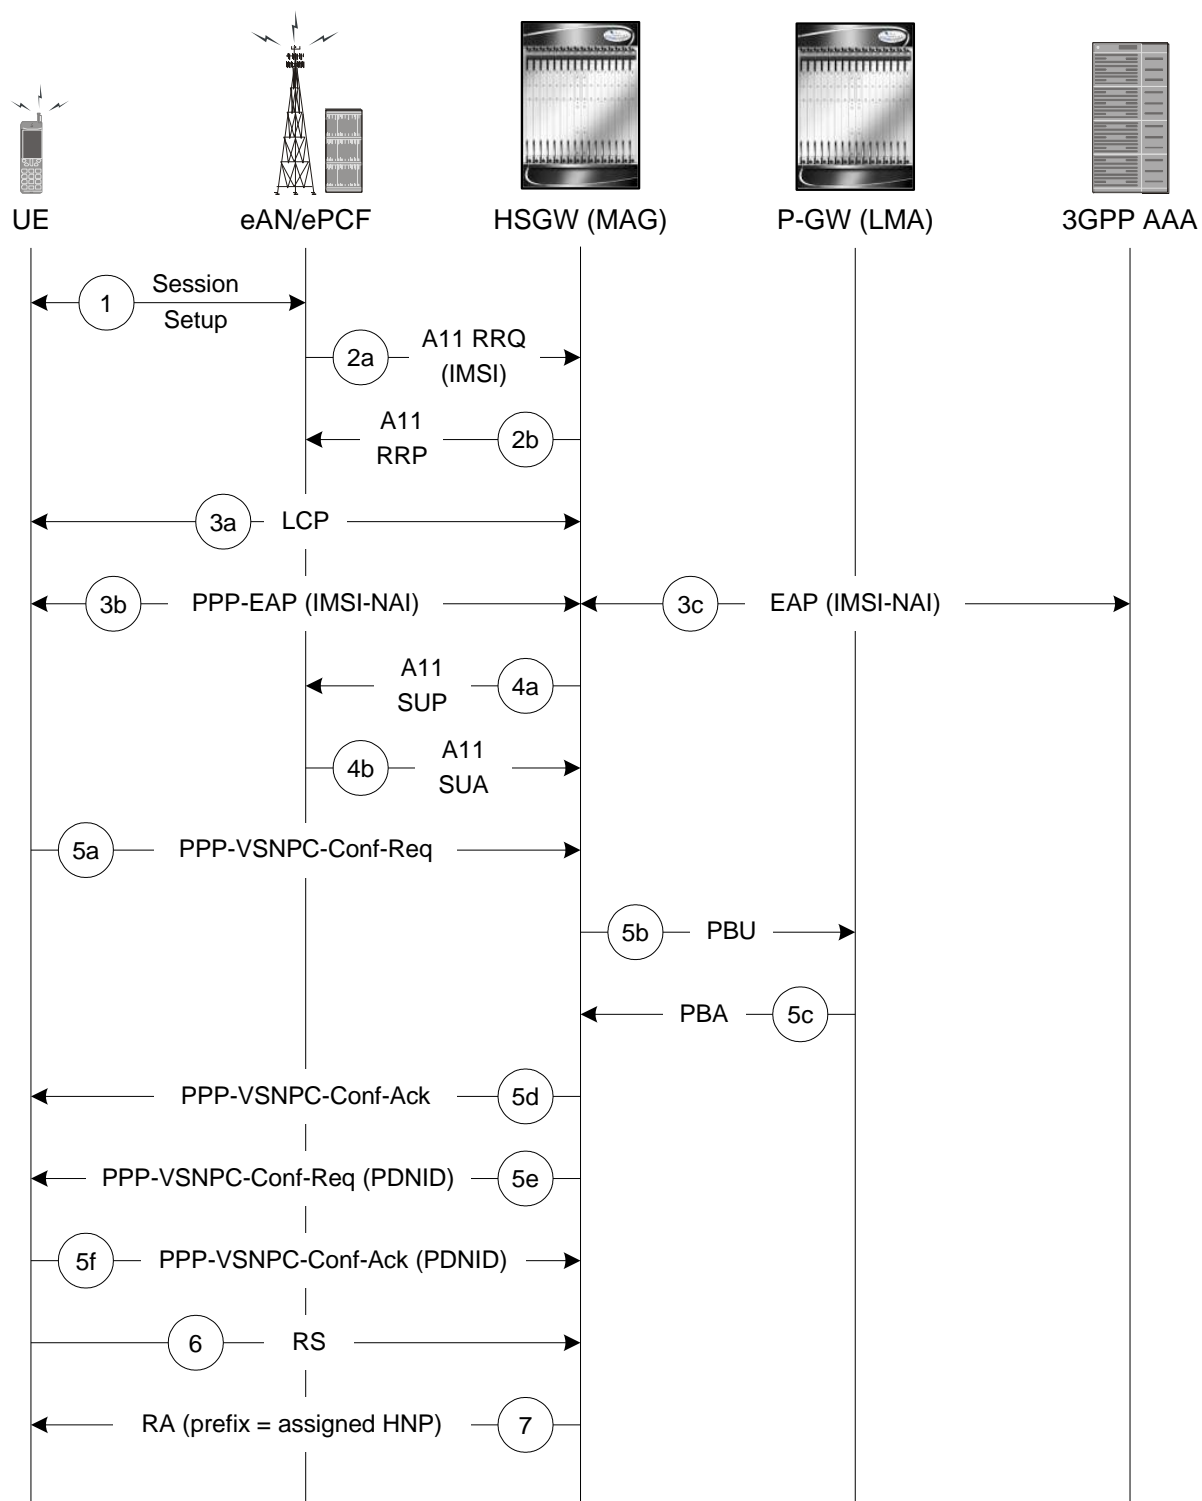 UE
eAN/ePCF
HSGW (MAG)
P-GW (LMA)
3GPP AAA
1
Session
Setup
2a
A11 RRQ
(IMSI)
A11
RRP
2b
3a
LCP
3b
PPP-EAP (IMSI-NAI)
3c
EAP (IMSI-NAI)
A11
SUP
4a
4b
A11
SUA
5a
PPP-VSNPC-Conf-Req
5b
PBU
PBA
5c
PPP-VSNPC-Conf-Ack
5d
PPP-VSNPC-Conf-Req (PDNID)
5e
5f
PPP-VSNPC-Conf-Ack (PDNID)
6
RS
RA (prefix = assigned HNP)
7